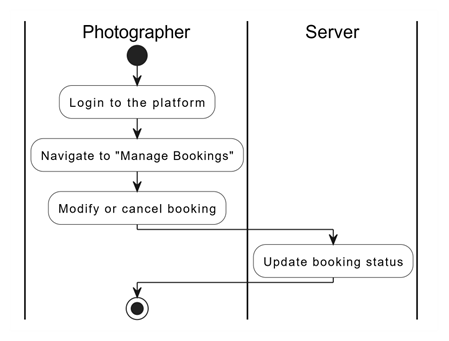 Photographer
Server
Login to the platform
Navigate to "Manage Bookings"
Modify or cancel booking
Update booking status